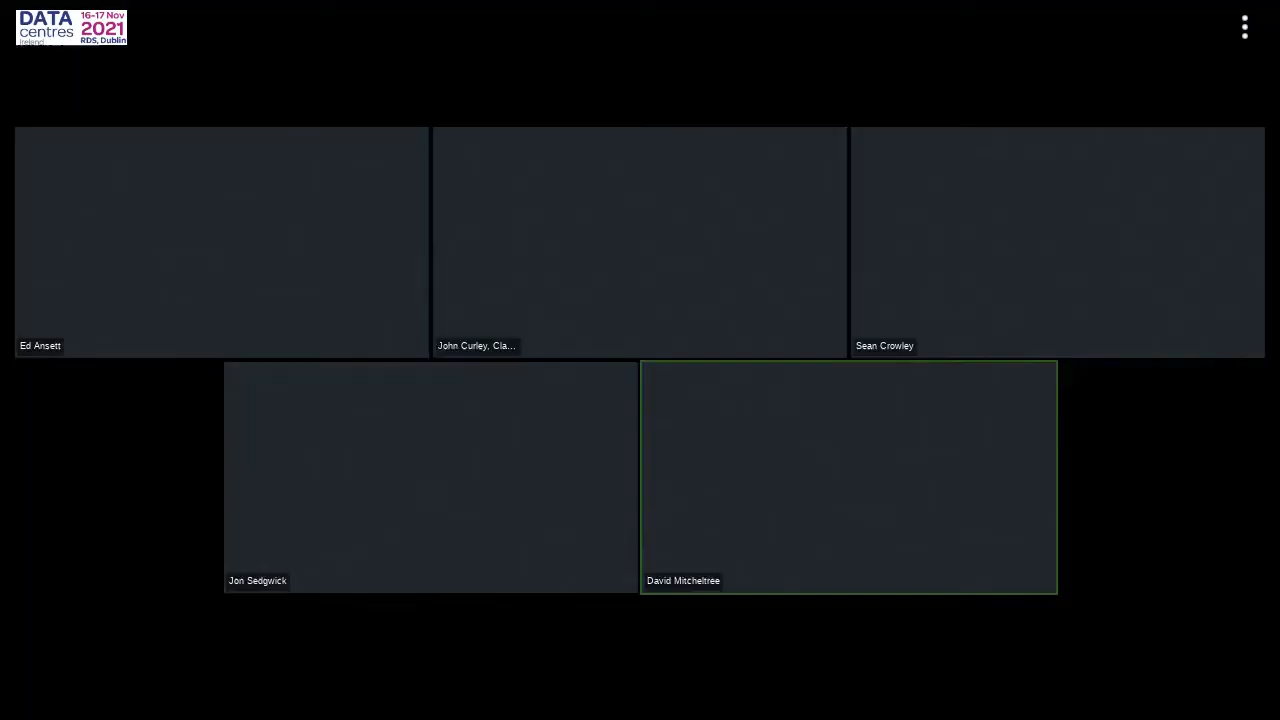 DATA
centres
Ireland
16-17 Nov
2021
RDS, Dublin
Ed Ansett
John Curley, Cla...
Sean Crowley
Jon Sedgwick
David Mitcheltree